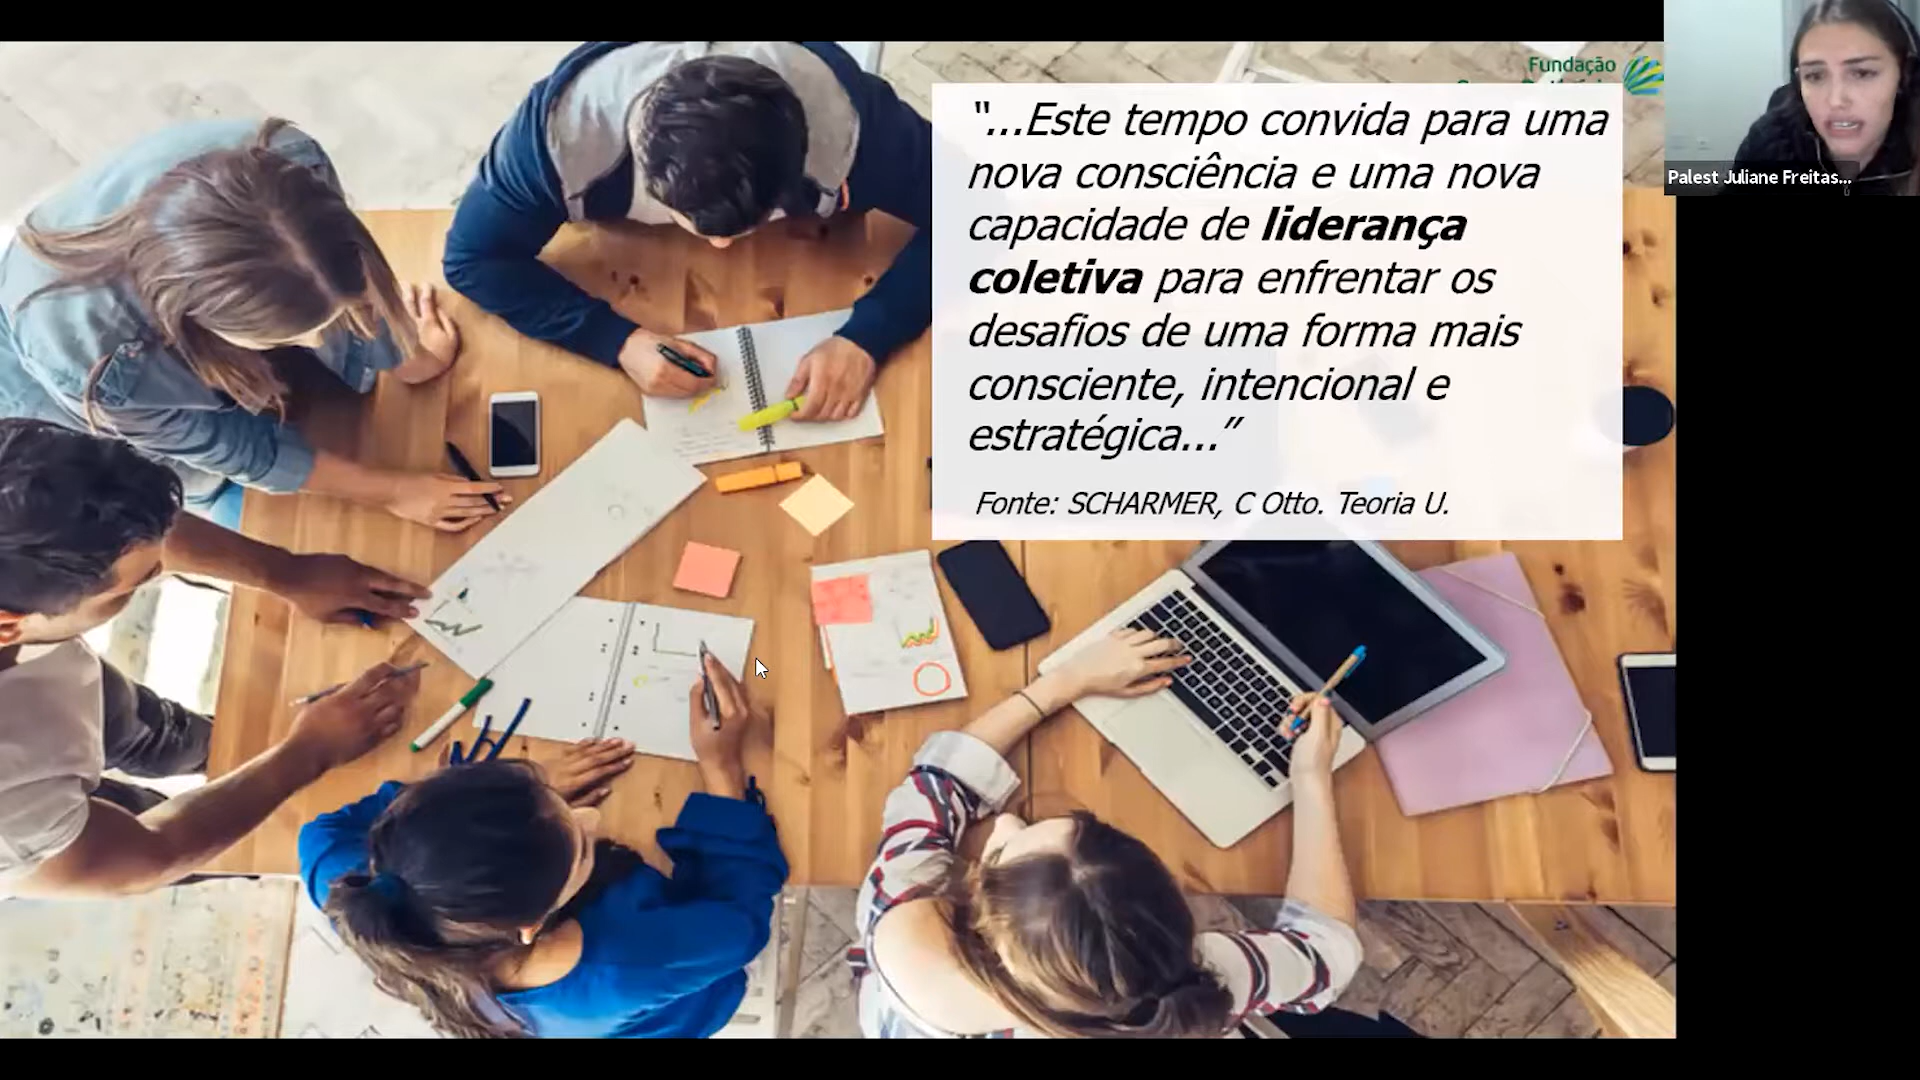 Fundação
“...Este tempo convida para uma
nova consciência e uma nova
capacidade de liderança
coletiva para enfrentar os
desafios de uma forma mais
consciente, intencional e
estratégica...”
Fonte: SCHARMER, C Otto. Teoria U.
Palest Juliane Freitas...